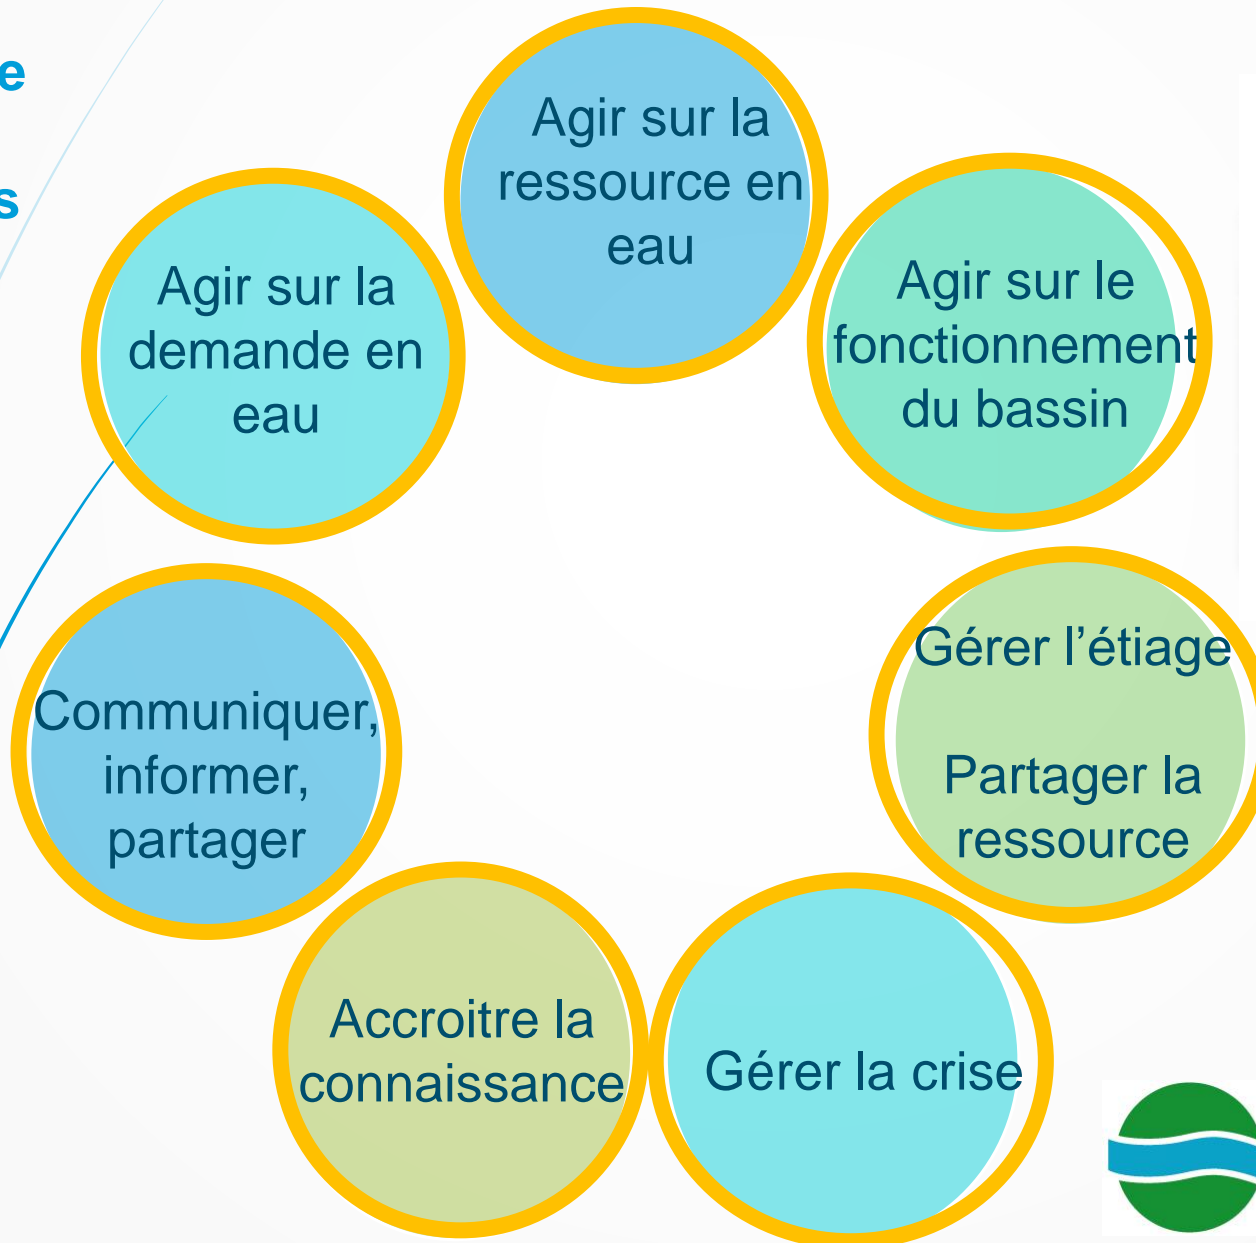 e
s
Agir sur la
ressource en
eau
Agir sur la
demande en
eau
Agir sur le
fonctionnement
du bassin
Gérer l’étiage
Partager la
ressource
Communiquer,
informer,
partager
Accroitre la
connaissance
Gérer la crise